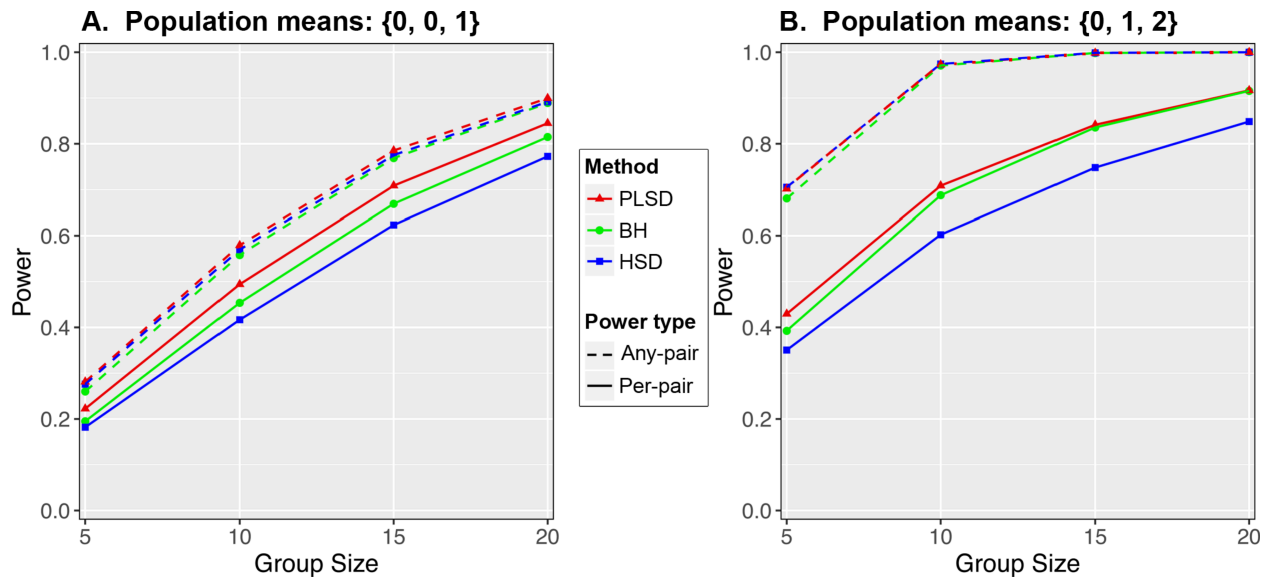 A. Population means: {0, 0, 1}
B. Population means: {0, 1, 2}
Power
1.0
0.8
0.6
0.4
0.2
0.0
5
10
15
20
Group Size
Method
PLSD
BH
HSD
Power type
Any-pair
Per-pair
Power
1.0
0.8
0.6
0.4
0.2
0.0
5
10
15
20
Group Size